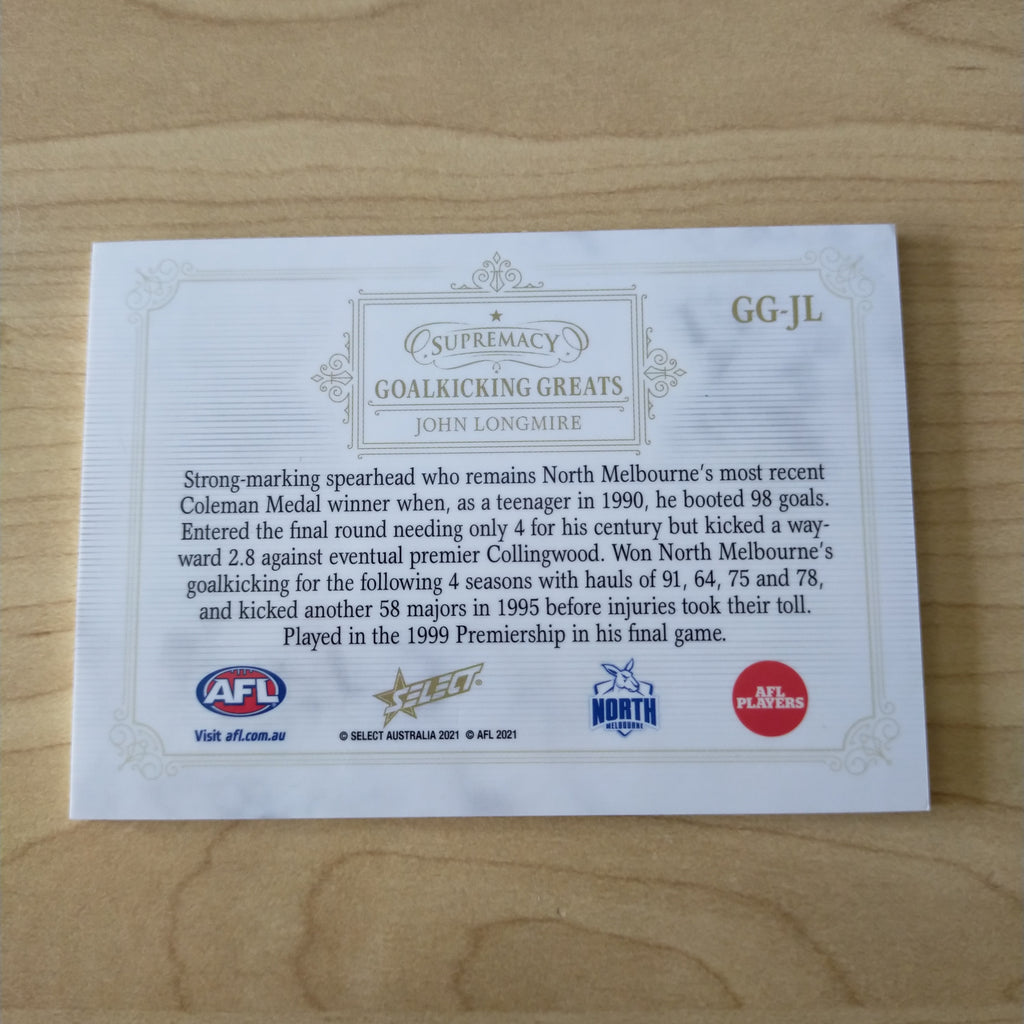 GG-JL
SUPREMACY
GOALKICKING GREATS
JOHN LONGMIRE
Strong-marking spearhead who remains North Melbourne's most recent
Coleman Medal winner when, as a teenager in 1990, he booted 98 goals.
Entered the final round needing only 4 for his century but kicked a way-
ward 2.8 against eventual premier Collingwood. Won North Melbourne's
goalkicking for the following 4 seasons with hauls of 91, 64, 75 and 78,
and kicked another 58 majors in 1995 before injuries took their toll.
Played in the 1999 Premiership in his final game.
AFL
Visit afl.com.au
SELECT®
© SELECT AUSTRALIA 2021 © AFL 2021
NORTH
MELBOURNE
AFL
PLAYERS